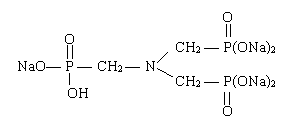 O
O CH₂ — P(ONa)₂
NaO — P — CH₂ — N
OH CH₂ — P(ONa)₂
O